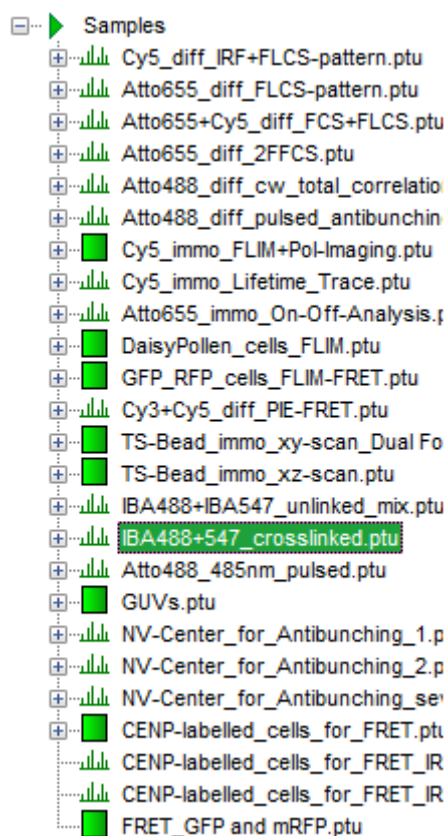 Samples
Cy5_diff_IRF+FLCS-pattern.ptu
Atto655_diff_FLCS-pattern.ptu
Atto655+Cy5_diff_FCS+FLCS.ptu
Atto655_diff_2FFCS.ptu
Atto488_diff_cw_total_correlatio
Atto488_diff_pulsed_antibunchin
Cy5_immo_FLIM+Pol-Imaging.ptu
Cy5_immo_Lifetime_Trace.ptu
Atto655_immo_On-Off-Analysis.p
DaisyPollen_cells_FLIM.ptu
GFP_RFP_cells_FLIM-FRET.ptu
Cy3+Cy5_diff_PIE-FRET.ptu
TS-Bead_immo_xy-scan_Dual Fo
TS-Bead_immo_xz-scan.ptu
IBA488+IBA547_unlinked_mix.ptu
IBA488+547_crosslinked.ptu
Atto488_485nm_pulsed.ptu
GUVs.ptu
NV-Center_for_Antibunching_1.p
NV-Center_for_Antibunching_2.p
NV-Center_for_Antibunching_sev
CENP-labelled_cells_for_FRET.ptu
CENP-labelled_cells_for_FRET_IR
CENP-labelled_cells_for_FRET_IR
FRET_GFP and mRFP.ptu